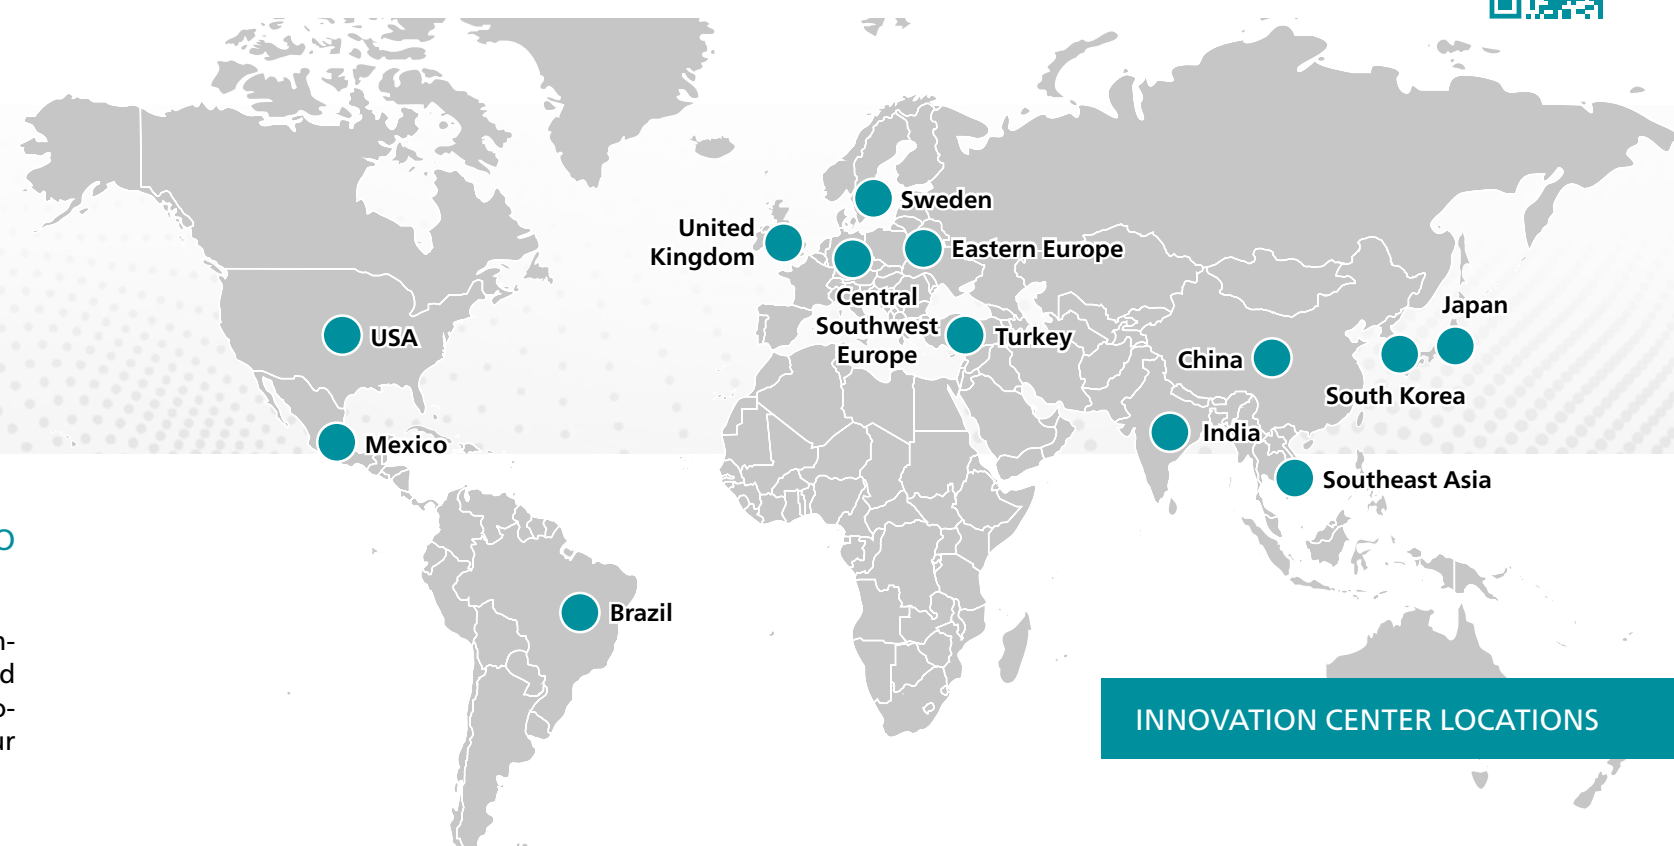 Sweden
United
Kingdom
Eastern Europe
Central
Southwest
Europe
Japan
USA
Turkey
China
South Korea
Mexico
India
Southeast Asia
O
Brazil
n-
d
o-
ur
INNOVATION CENTER LOCATIONS